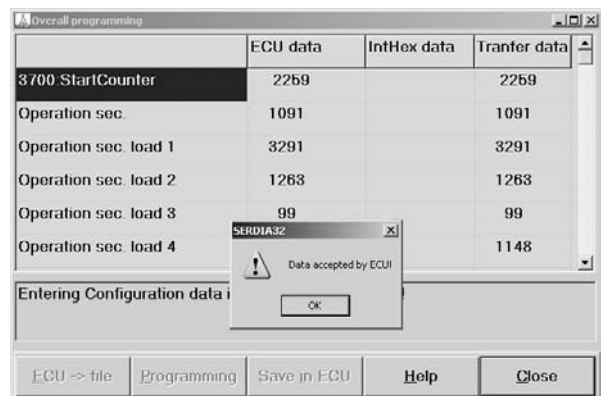 Overall programming
ECU data IntHex data Tranfer data
3700:StartCounter 2259 2259
Operation sec. 1091 1091
Operation sec. load 1 3291 3291
Operation sec. load 2 1263 1263
Operation sec. load 3 99 99
Operation sec. load 4 1148
SERDIA32
Data accepted by ECU!
OK
Entering Configuration data
ECU -> file Programming Save in ECU Help Close